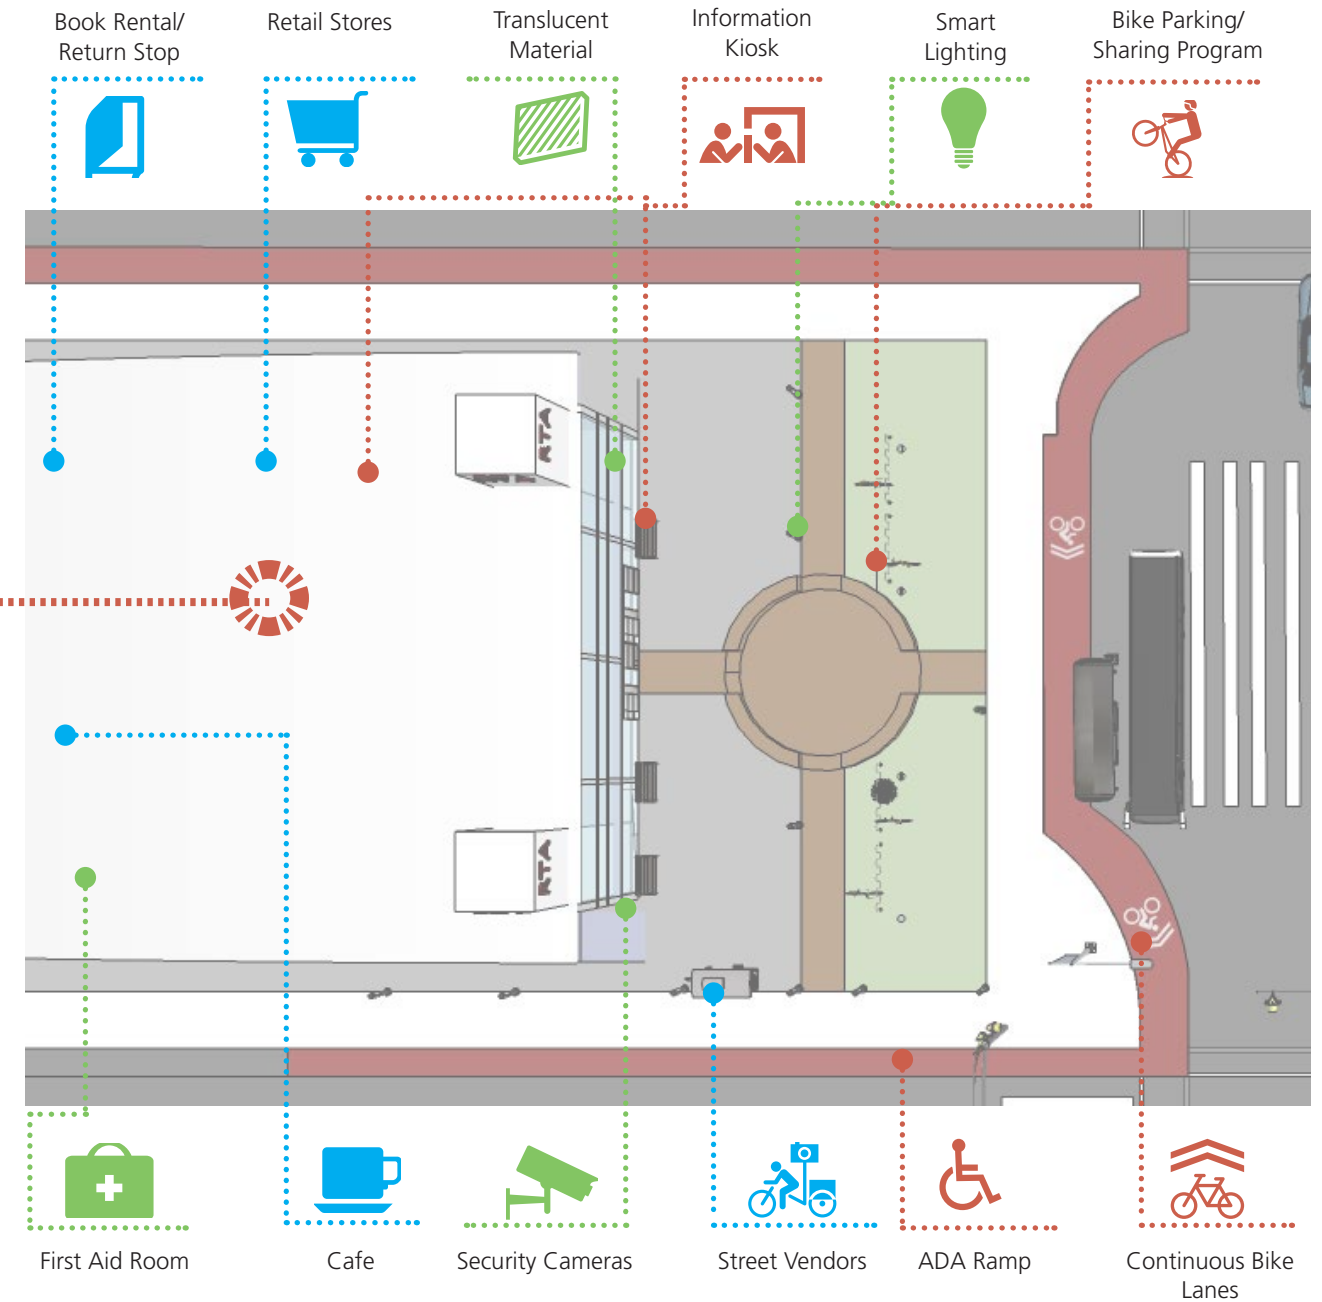 Book Rental/
Return Stop
Retail Stores
Translucent
Material
Information
Kiosk
Smart
Lighting
Bike Parking/
Sharing Program
RTA
RTA
First Aid Room
Cafe
Security Cameras
Street Vendors
ADA Ramp
Continuous Bike
Lanes